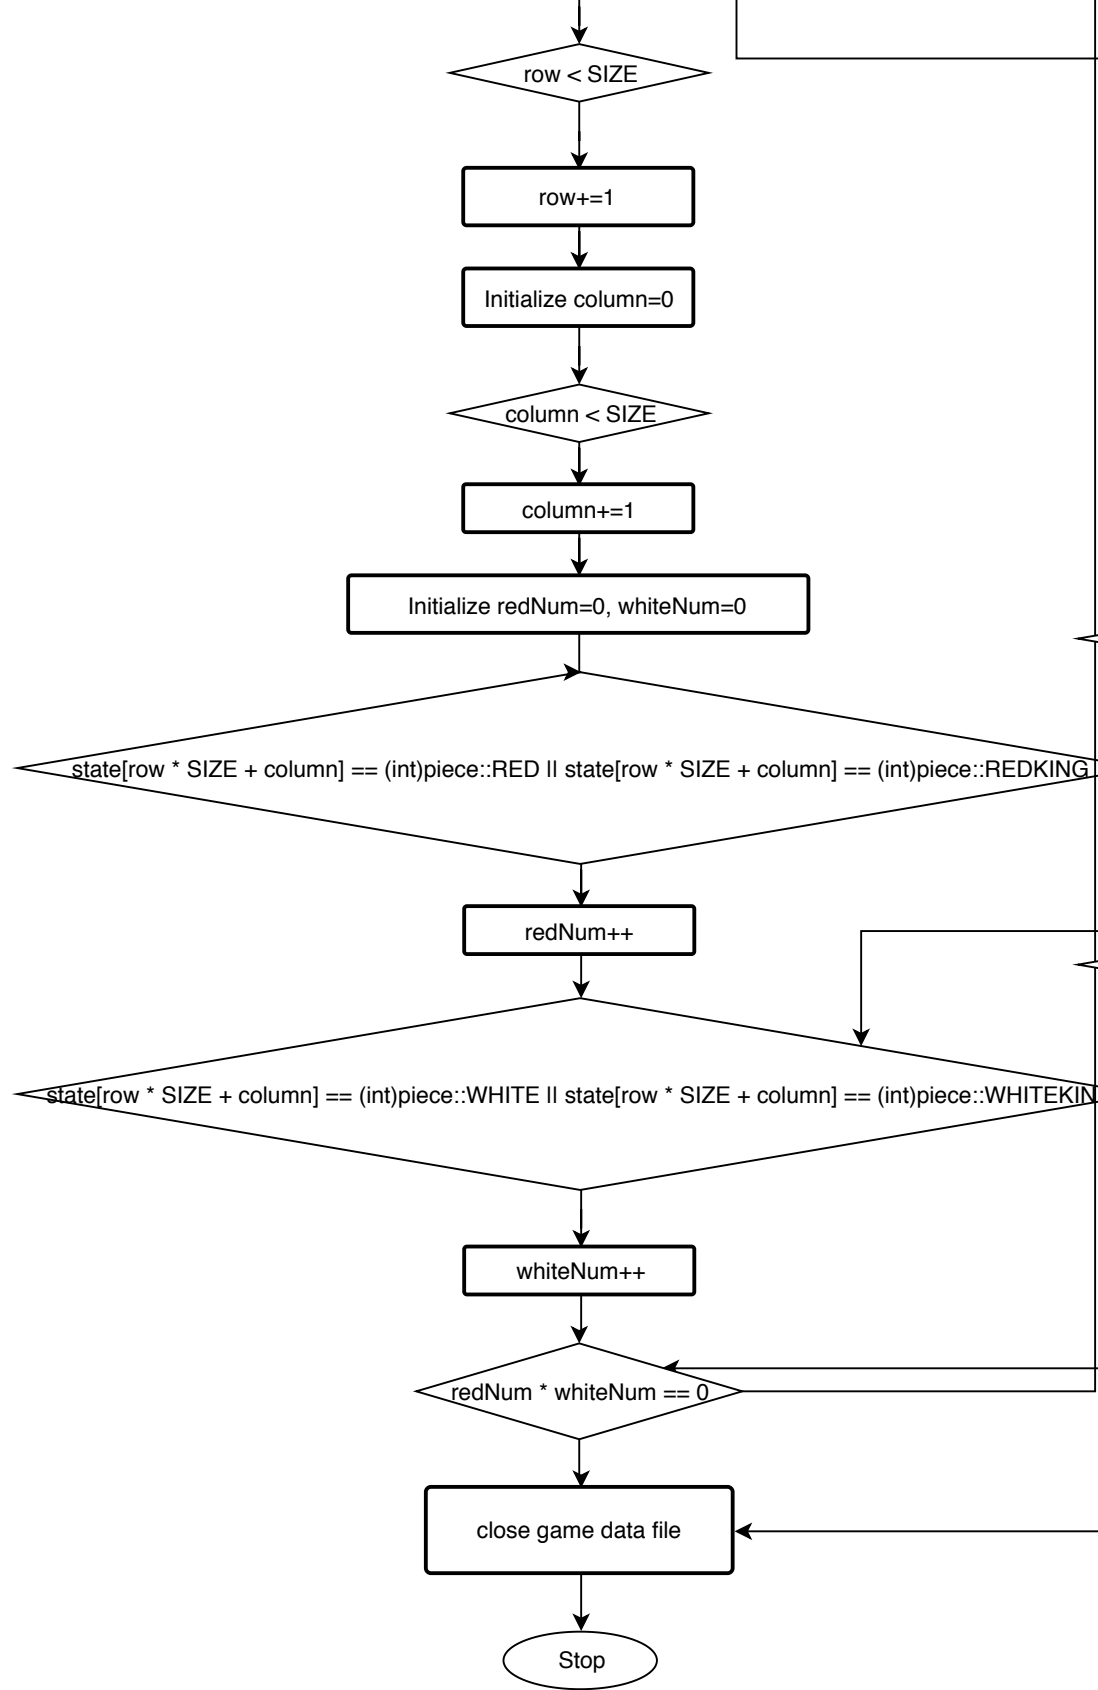 row < SIZE
row+=1
Initialize column=0
column < SIZE
column+=1
Initialize redNum=0, whiteNum=0
state[row * SIZE + column] == (int)piece::RED || state[row * SIZE + column] == (int)piece::REDKING
redNum++
state[row * SIZE + column] == (int)piece::WHITE || state[row * SIZE + column] == (int)piece::WHITEKIN
whiteNum++
redNum * whiteNum == 0
close game data file
Stop